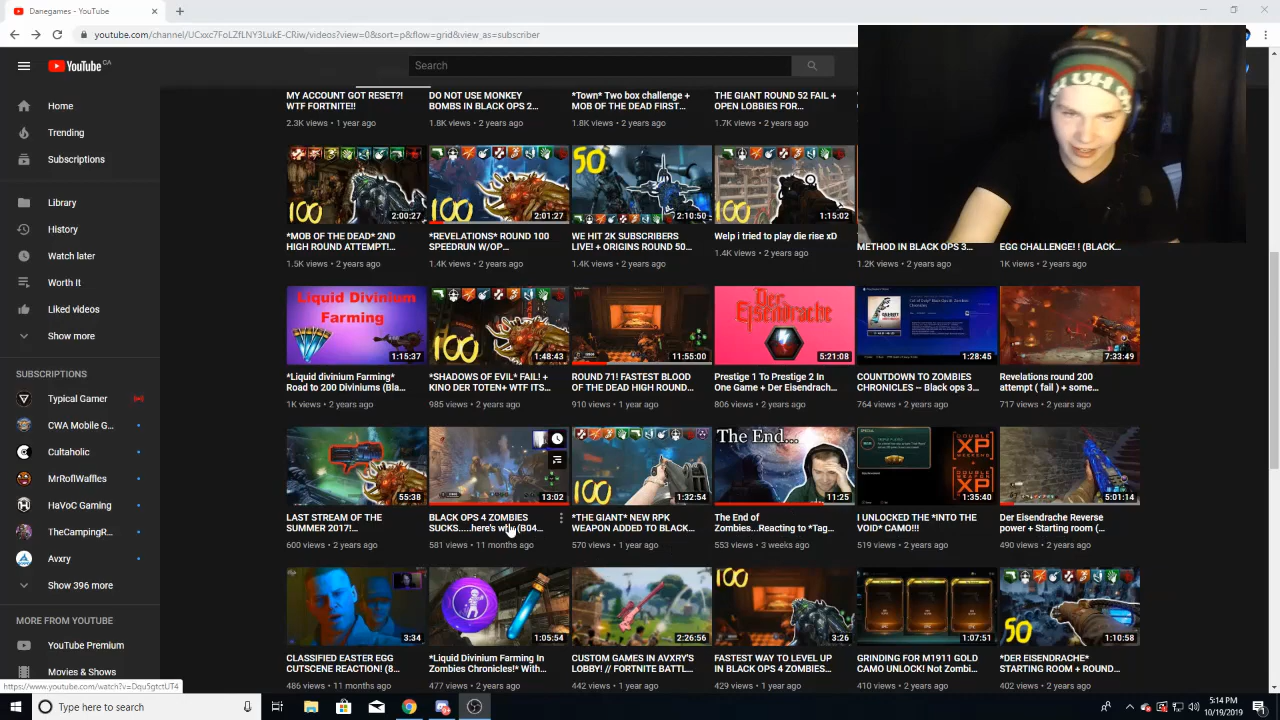 Danegames - YouTube
youtube.com/channel/UCxxc7FoLZfLNY3LukE-CRiw/videos?view=0&sort=p&flow=grid&view_as=subscriber
YouTube CA
Search
Home
Trending
Subscriptions
Library
History
Watch later
Worth It
Liked videos
Show more
SUBSCRIPTIONS
Typical Gamer
CWA Mobile G...
Cultaholic
MrRoflWaffles
HaVoC Gaming
TheCampingR...
Avxry
Show 396 more
MORE FROM YOUTUBE
YouTube Premium
Movies & Shows
MY ACCOUNT GOT RESET?!
WTF FORTNITE!!
2.3K views • 1 year ago
DO NOT USE MONKEY
BOMBS IN BLACK OPS 2...
1.8K views • 2 years ago
*Town* Two box challenge +
MOB OF THE DEAD FIRST...
1.8K views • 2 years ago
THE GIANT ROUND 52 FAIL +
OPEN LOBBIES FOR...
1.7K views • 2 years ago
100
2:00:27
*MOB OF THE DEAD* 2ND
HIGH ROUND ATTEMPT!...
1.5K views • 2 years ago
100
2:01:27
*REVELATIONS* ROUND 100
SPEEDRUN W/OP...
1.4K views • 2 years ago
50
2:10:50
WE HIT 2K SUBSCRIBERS
LIVE! + ORIGINS ROUND 50...
1.4K views • 2 years ago
100
1:15:02
Welp i tried to play die rise xD
1.4K views • 2 years ago
METHOD IN BLACK OPS 3...
1.2K views • 2 years ago
EGG CHALLENGE! ! (BLACK...
1K views • 2 years ago
Liquid Divinium
Farming
1:15:37
*Liquid divinium Farming*
Road to 200 Diviniums (Bla...
1K views • 2 years ago
100
1:48:43
*SHADOWS OF EVIL* FAIL! +
KINO DER TOTEN+ WTF ITS...
985 views • 2 years ago
11:55:00
ROUND 71! FASTEST BLOOD
OF THE DEAD HIGH ROUND...
910 views • 1 year ago
Der
Eisendrache
5:21:08
Prestige 1 To Prestige 2 In
One Game + Der Eisendrach...
806 views • 2 years ago
1:28:45
COUNTDOWN TO ZOMBIES
CHRONICLES -- Black ops 3...
764 views • 2 years ago
7:33:49
Revelations round 200
attempt ( fail ) + some...
717 views • 2 years ago
55:38
LAST STREAM OF THE
SUMMER 2017!...
600 views • 2 years ago
13:02
BLACK OPS 4 ZOMBIES
SUCKS...here's why (BO4...
581 views • 11 months ago
100
1:32:54
*THE GIANT* NEW RPK
WEAPON ADDED TO BLACK...
570 views • 1 year ago
The End...
11:25
The End of
Zombies...Reacting to *Tag...
553 views • 3 weeks ago
DOUBLE
XP
WEEKEND
+
DOUBLE
XP
1:35:40
I UNLOCKED THE *INTO THE
VOID* CAMO!!!
519 views • 2 years ago
5:01:14
Der Eisendrache Reverse
power + Starting room (...
490 views • 2 years ago
3:34
CLASSIFIED EASTER EGG
CUTSCENE REACTION! (8...
486 views • 11 months ago
1:05:54
*Liquid Divinium Farming In
Zombies Chronicles!* With...
477 views • 2 years ago
2:26:56
CUSTOM GAMES IN AVXRY'S
LOBBY! // FORTNITE BATTL...
442 views • 1 year ago
100
3:26
FASTEST WAY TO LEVEL UP
IN BLACK OPS 4 ZOMBIES...
429 views • 1 year ago
1:07:51
GRINDING FOR M1911 GOLD
CAMO UNLOCK! Not Zombi...
410 views • 2 years ago
50
1:10:58
*DER EISENDRACHE*
STARTING ROOM + ROUND...
402 views • 2 years ago
https://www.youtube.com/watch?v=Dqu5gtctUT4
Type here to search
5:14 PM
10/19/2019